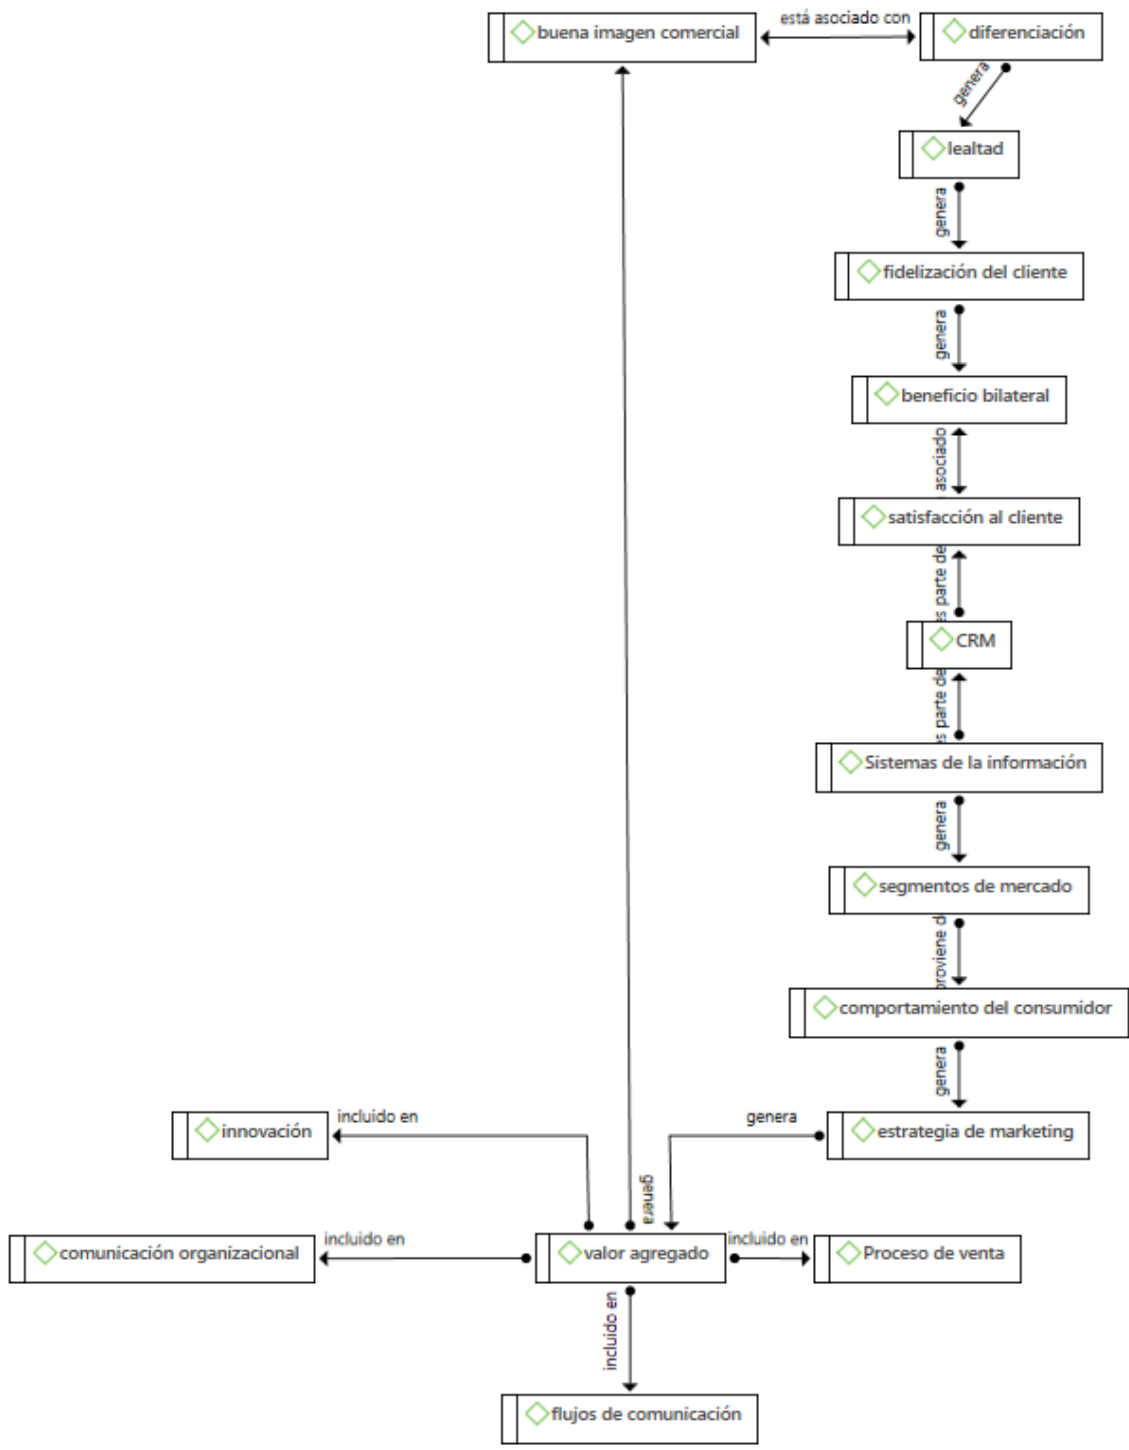 buena imagen comercial
está asociado con
diferenciación
genera
lealtad
genera
fidelización del cliente
genera
beneficio bilateral
asociado
satisfacción al cliente
es parte de
CRM
es parte de
Sistemas de la información
genera
segmentos de mercado
proviene d
comportamiento del consumidor
genera
innovación
incluido en
genera
estrategia de marketing
genera
comunicación organizacional
incluido en
valor agregado
incluido en
Proceso de venta
incluido en
flujos de comunicación